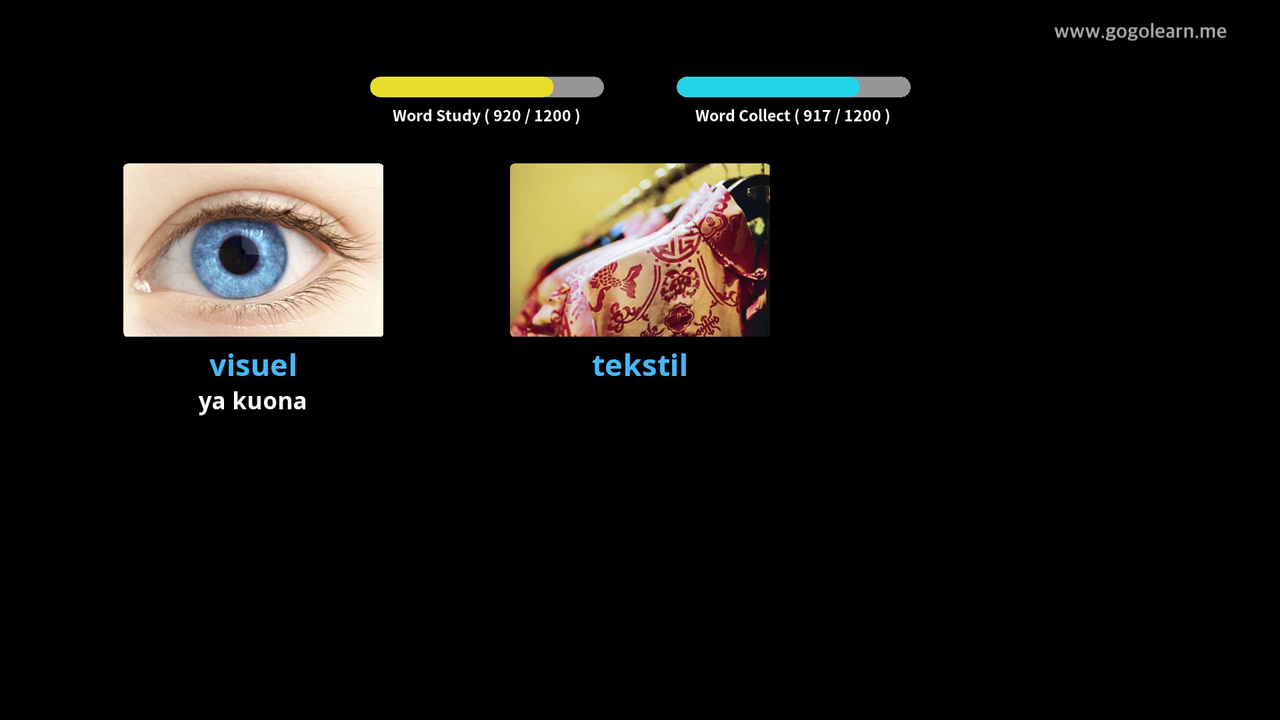 www.gogolearn.me
Word Study ( 920 / 1200 )
Word Collect ( 917 / 1200 )
visuel
ya kuona
tekstil